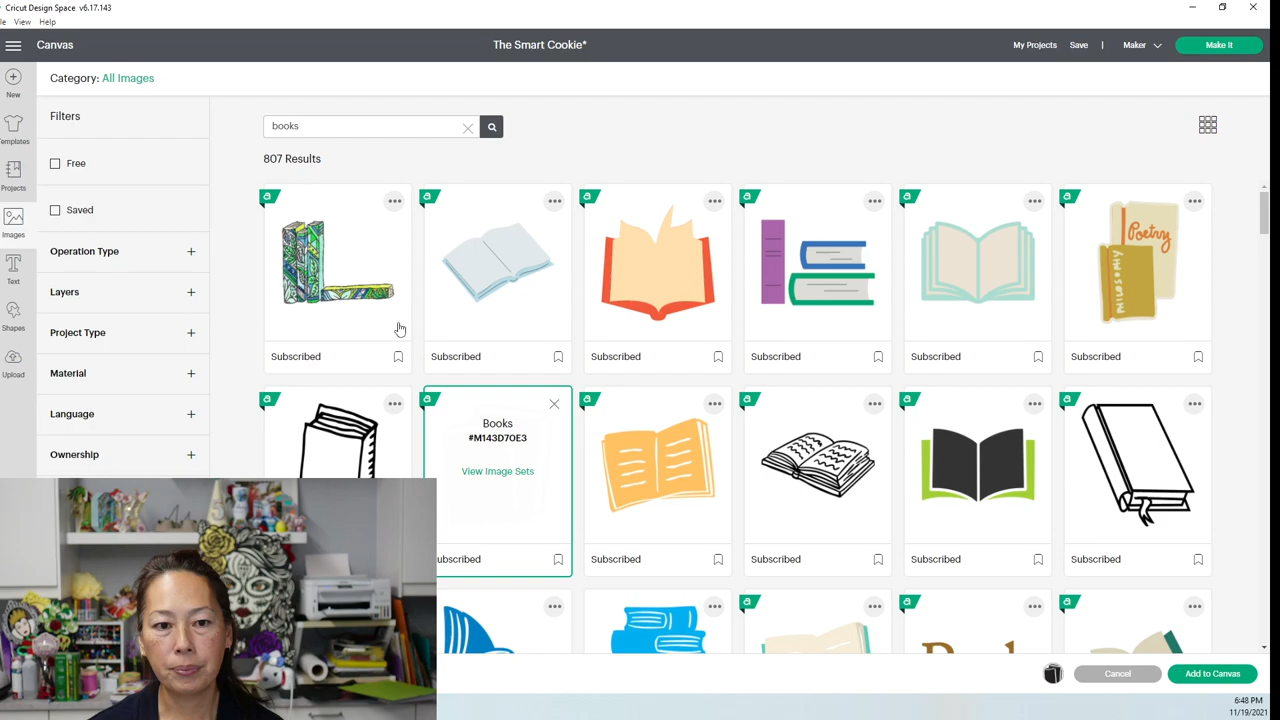 Cricut Design Space v6.17.143
View Help
Canvas
The Smart Cookie*
My Projects Save | Maker Make It
Category: All Images
New
Templates
Projects
Images
Text
Shapes
Upload
Filters
Free
Saved
Operation Type +
Layers +
Project Type +
Material +
Language +
Ownership +
books
807 Results
Poetry
PHILOSOPHY
Subscribed
Subscribed
Subscribed
Subscribed
Subscribed
Subscribed
Books
#M143D70E3
View Image Sets
Subscribed
Subscribed
Subscribed
Subscribed
Cancel
Add to Canvas
6:48 PM
11/19/2021